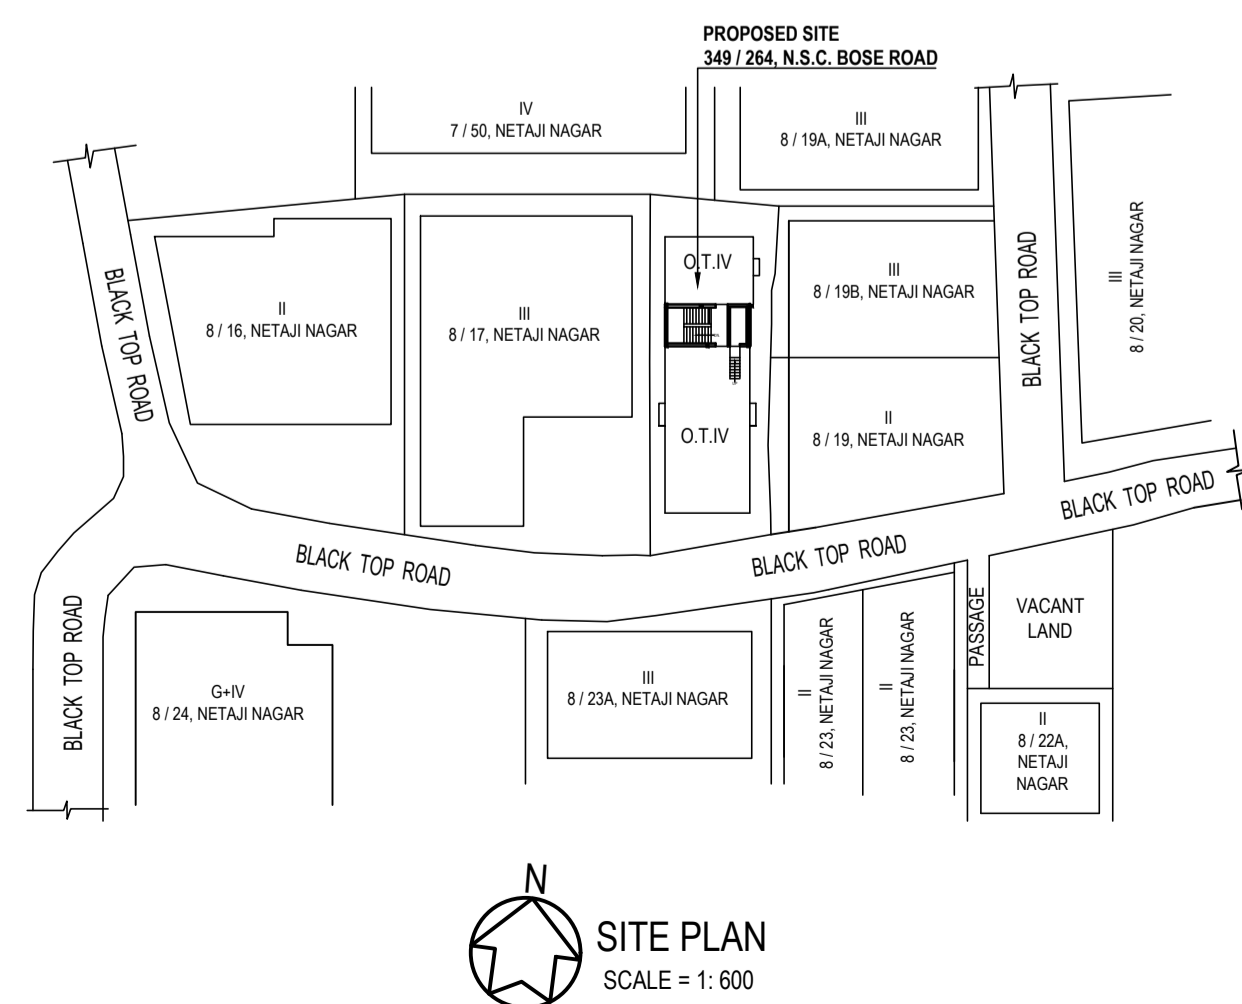 PROPOSED SITE
349 / 264, N.S.C. BOSE ROAD
IV
7 / 50, NETAJI NAGAR
III
8 / 19A, NETAJI NAGAR
III
8 / 20, NETAJI NAGAR
BLACK TOP ROAD
II
8 / 16, NETAJI NAGAR
III
8 / 17, NETAJI NAGAR
O.T.IV
O.T.IV
III
8 / 19B, NETAJI NAGAR
II
8 / 19, NETAJI NAGAR
BLACK TOP ROAD
BLACK TOP ROAD
BLACK TOP ROAD
BLACK TOP ROAD
BLACK TOP ROAD
G+IV
8 / 24, NETAJI NAGAR
III
8 / 23A, NETAJI NAGAR
II
8 / 23, NETAJI NAGAR
II
8 / 23, NETAJI NAGAR
PASSAGE
VACANT
LAND
II
8 / 22A,
NETAJI
NAGAR
N
SITE PLAN
SCALE = 1: 600